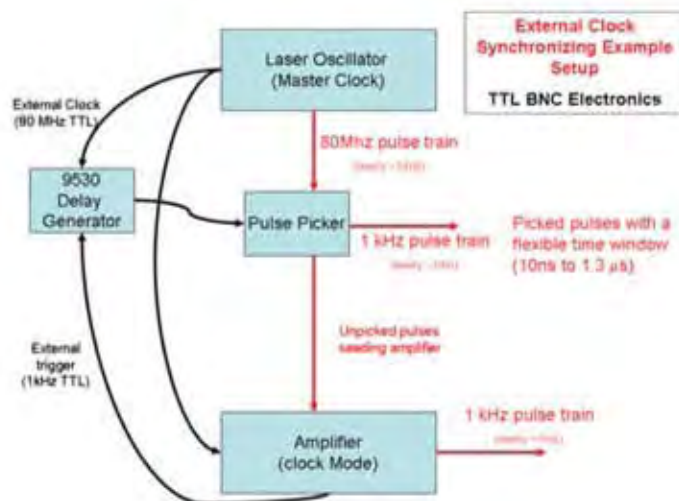 External Clock
Synchronizing Example
Setup
TTL BNC Electronics
Laser Oscillator
(Master Clock)
External Clock
(80 MHz TTL)
80Mhz pulse train
9530
Delay
Generator
Pulse Picker
1 kHz pulse train
Picked pulses with a
flexible time window
(10ns to 1.3 µs)
Unpicked pulses
seeding amplifier
External
trigger
(1kHz TTL)
Amplifier
(clock Mode)
1 kHz pulse train